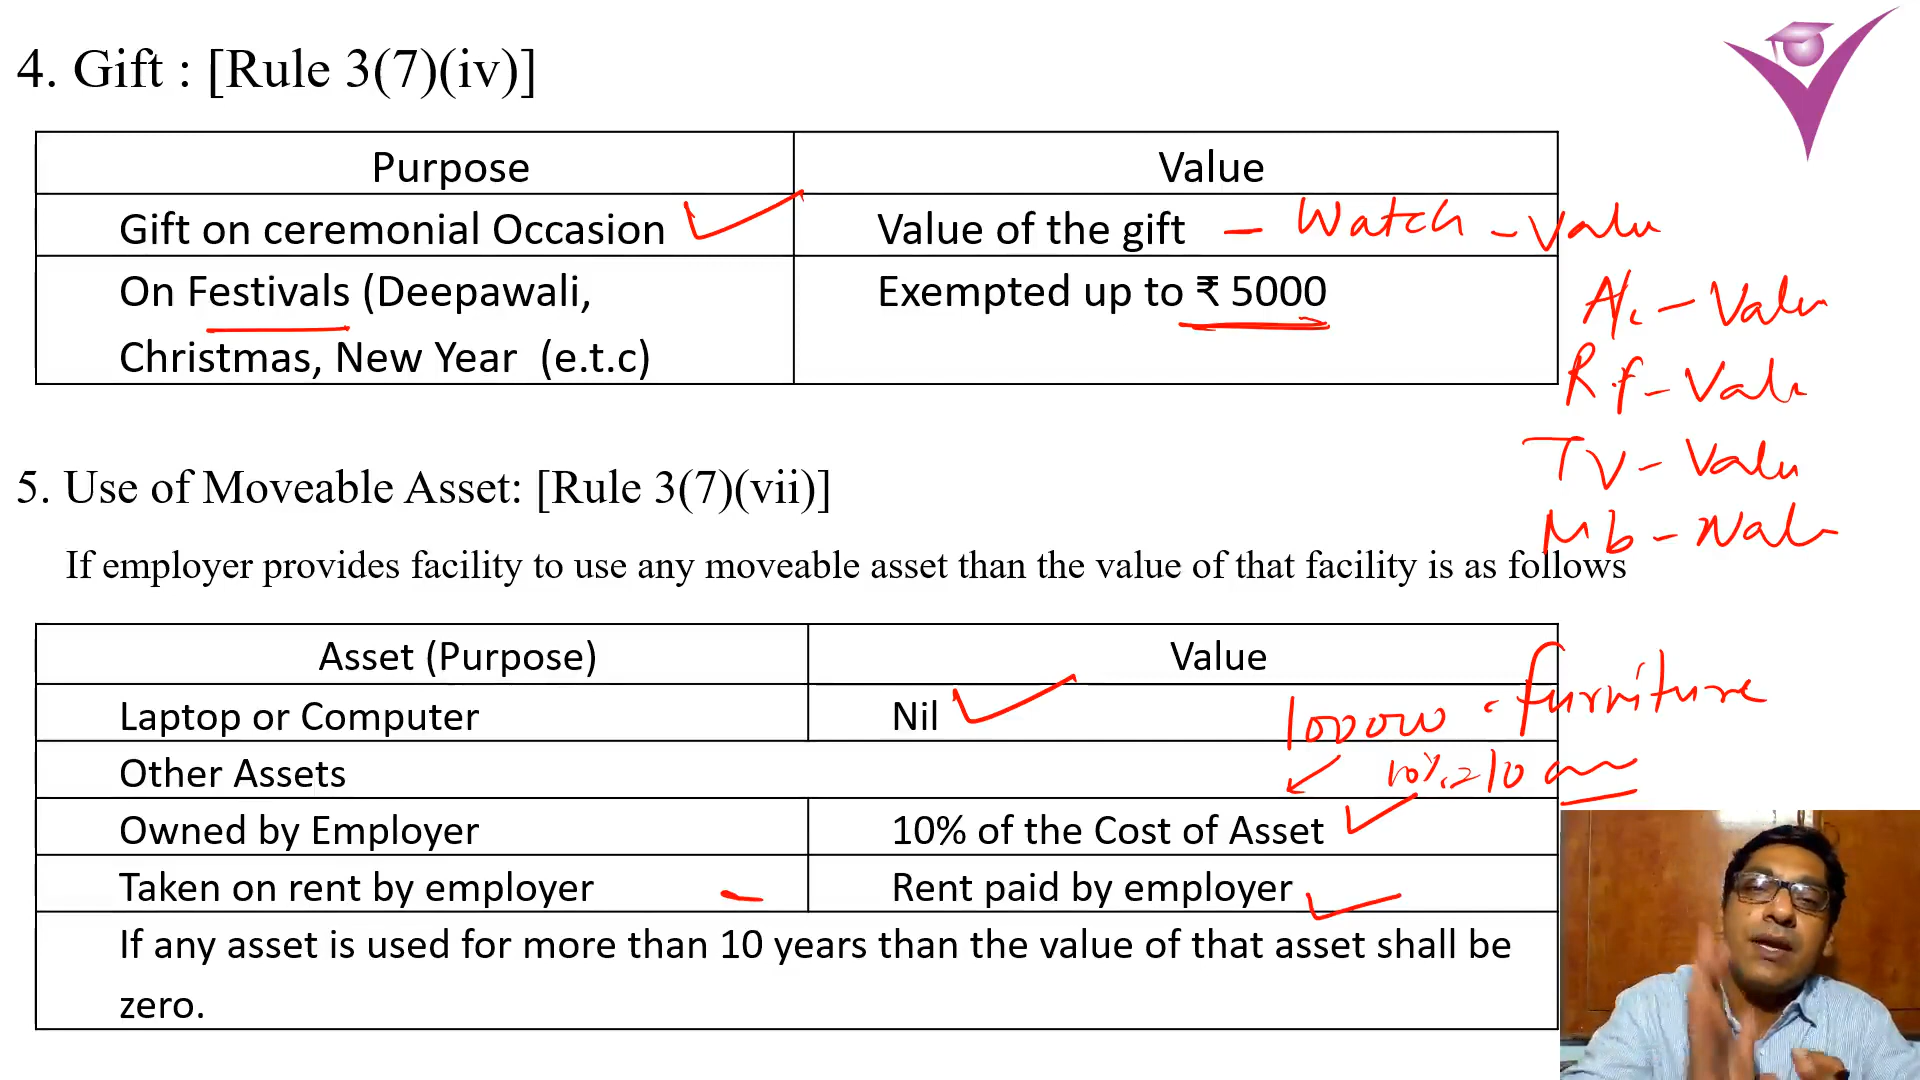 4. Gift : [Rule 3(7)(iv)]
Purpose Value
Gift on ceremonial Occasion Value of the gift – Watch – Valu
On Festivals (Deepawali, Exempted up to ₹ 5000
Christmas, New Year (e.t.c)
A/c – Valu
Rf – Valu
TV – Valu
Mb –
5. Use of Moveable Asset: [Rule 3(7)(vii)]
If employer provides facility to use any moveable asset than the value of that facility is as follows
Asset (Purpose) Value
Laptop or Computer Nil
furniture
Other Assets
10%
Owned by Employer 10% of the Cost of Asset
Taken on rent by employer Rent paid by employer
If any asset is used for more than 10 years than the value of that asset shall be
zero.